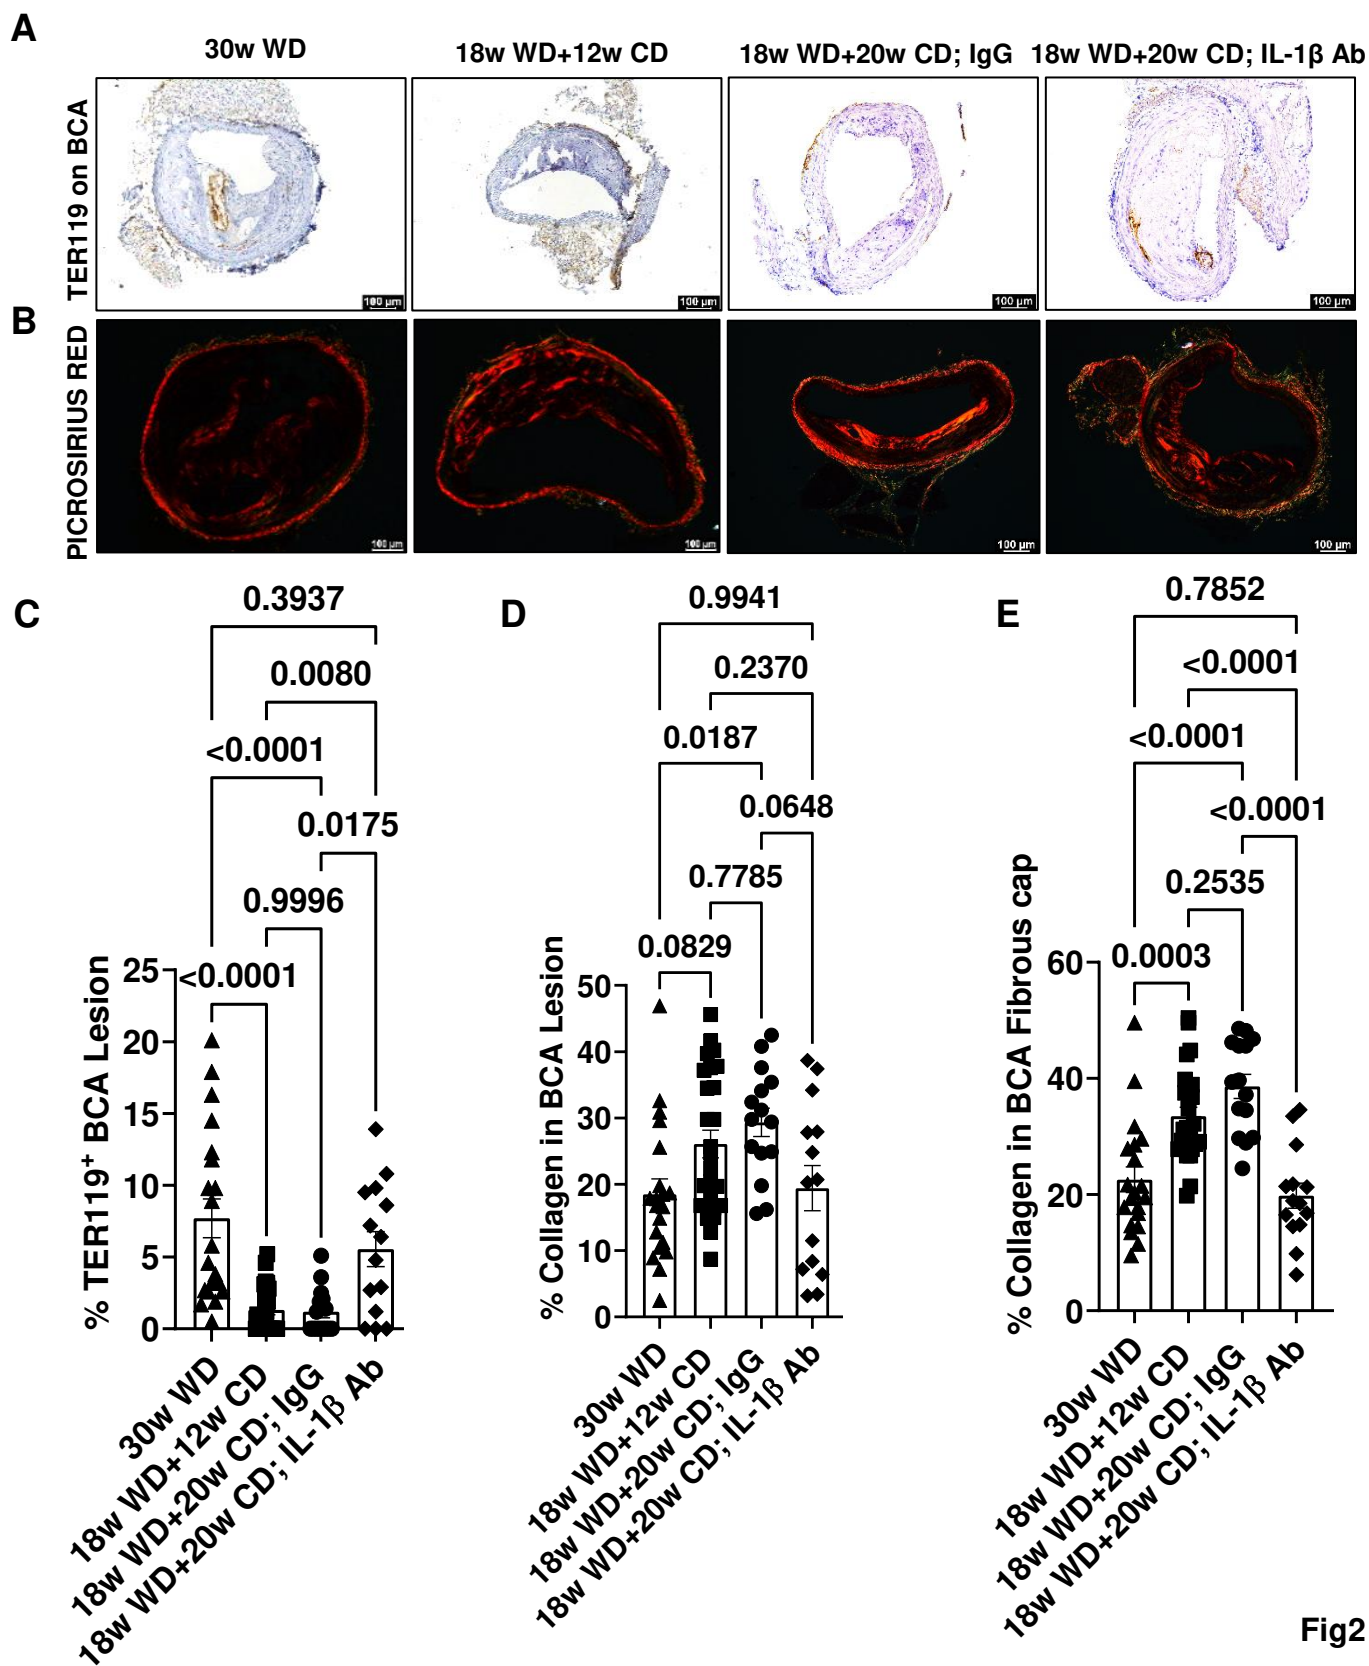 A
30w WD
18w WD+12w CD
18w WD+20w CD; IgG
18w WD+20w CD; IL-1β Ab
TER119 on BCA
100 µm
100 µm
100 µm
100 µm
B
PICROSIRIUS RED
100 µm
100 µm
100 µm
100 µm
C
0.3937
0.0080
<0.0001
0.0175
0.9996
<0.0001
% TER119⁺ BCA Lesion
25
20
15
10
5
0
30w WD
18w WD+12w CD
18w WD+20w CD; IgG
18w WD+20w CD; IL-1β Ab
D
0.9941
0.2370
0.0187
0.0648
0.7785
0.0829
% Collagen in BCA Lesion
50
40
30
20
10
0
30w WD
18w WD+12w CD
18w WD+20w CD; IgG
18w WD+20w CD; IL-1β Ab
E
0.7852
<0.0001
<0.0001
<0.0001
0.2535
0.0003
% Collagen in BCA Fibrous cap
60
40
20
0
30w WD
18w WD+12w CD
18w WD+20w CD; IgG
18w WD+20w CD; IL-1β Ab
Fig2